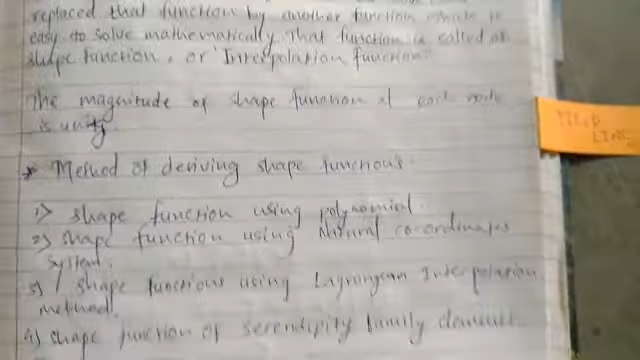 replaced that function by another function which is
easy to solve mathematically That function is called as
shape function, or "Interpolation function"
The magnitude of shape function at each node
is unity.
* Method of deriving shape functions.
1) shape function using polynomial.
2) shape function using Natural co-ordinates
system.
3) shape functions using Lagrangean Interpolation
method.
4) shape function of serendipity family elements.